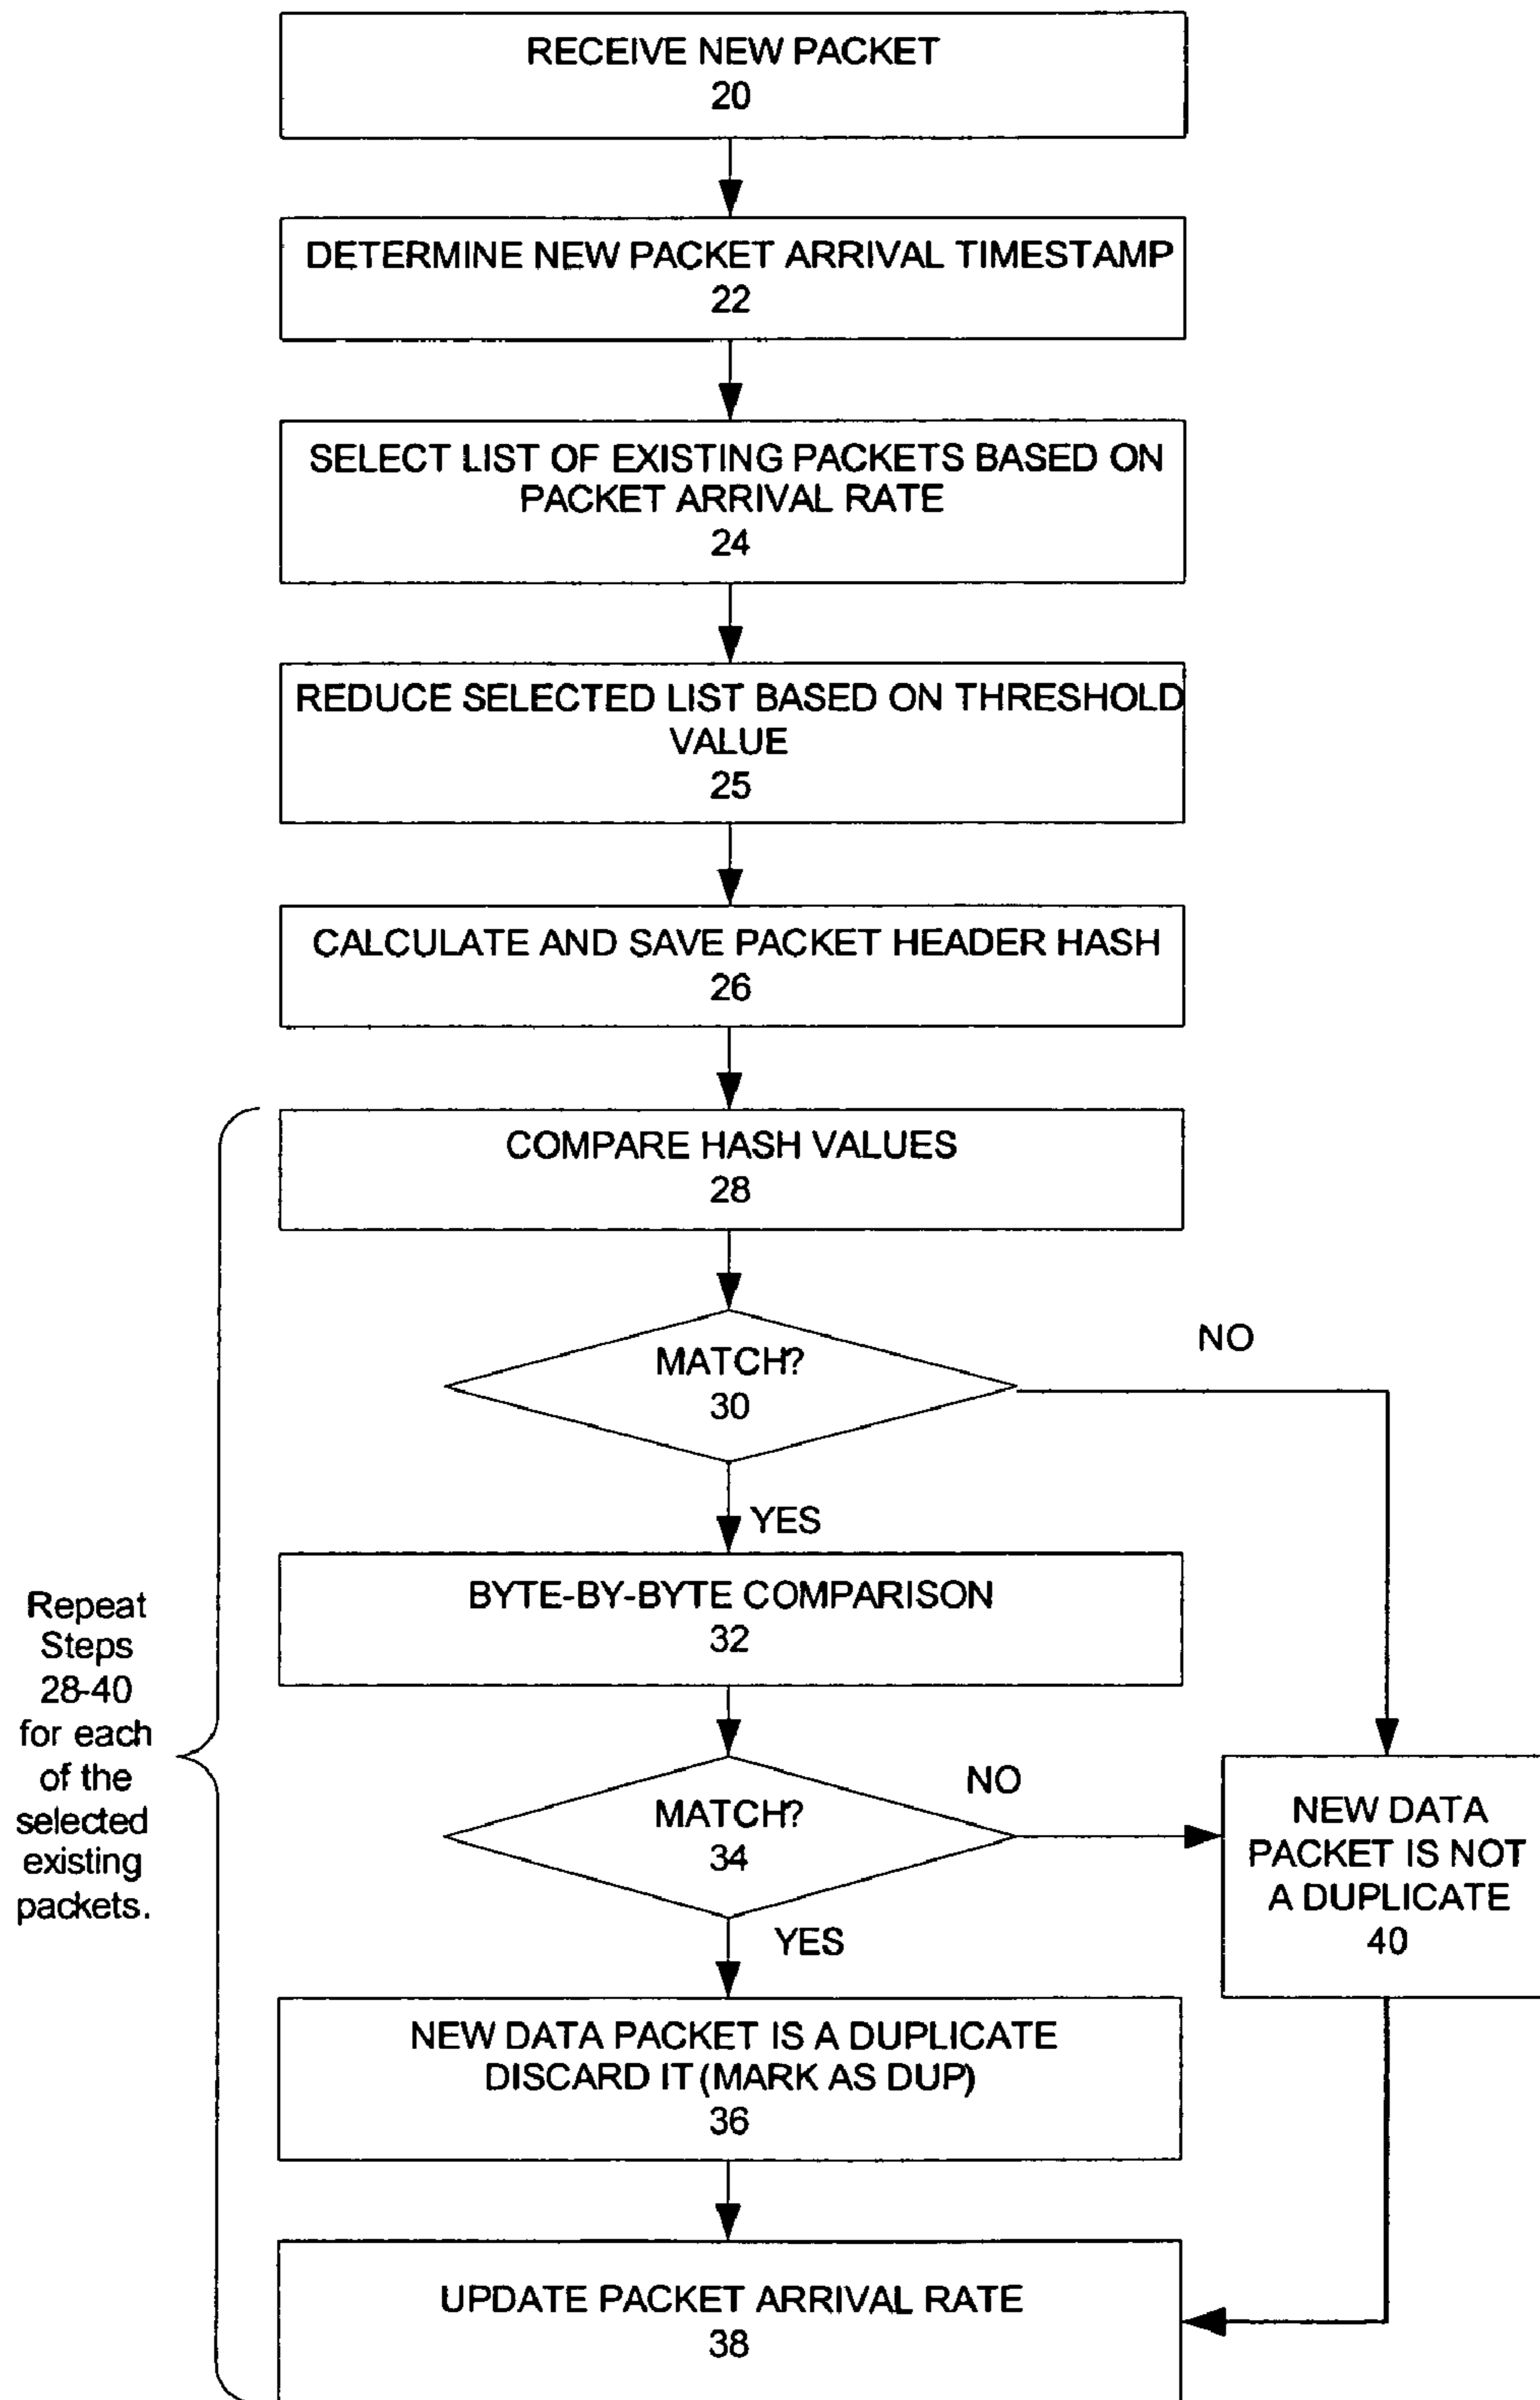 RECEIVE NEW PACKET
20
DETERMINE NEW PACKET ARRIVAL TIMESTAMP
22
SELECT LIST OF EXISTING PACKETS BASED ON
PACKET ARRIVAL RATE
24
REDUCE SELECTED LIST BASED ON THRESHOLD
VALUE
25
CALCULATE AND SAVE PACKET HEADER HASH
26
COMPARE HASH VALUES
28
MATCH?
30
NO
YES
BYTE-BY-BYTE COMPARISON
32
Repeat
Steps
28-40
for each
of the
selected
existing
packets.
MATCH?
34
NO
YES
NEW DATA
PACKET IS NOT
A DUPLICATE
40
NEW DATA PACKET IS A DUPLICATE
DISCARD IT (MARK AS DUP)
36
UPDATE PACKET ARRIVAL RATE
38